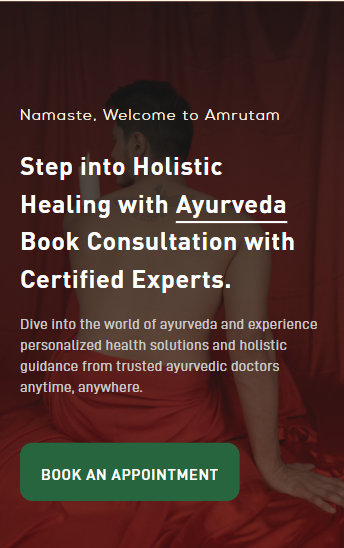 Namaste, Welcome to Amrutam
Step into Holistic
Healing with Ayurveda
Book Consultation with
Certified Experts.
Dive into the world of ayurveda and experience
personalized health solutions and holistic
guidance from trusted ayurvedic doctors
anytime, anywhere.
BOOK AN APPOINTMENT